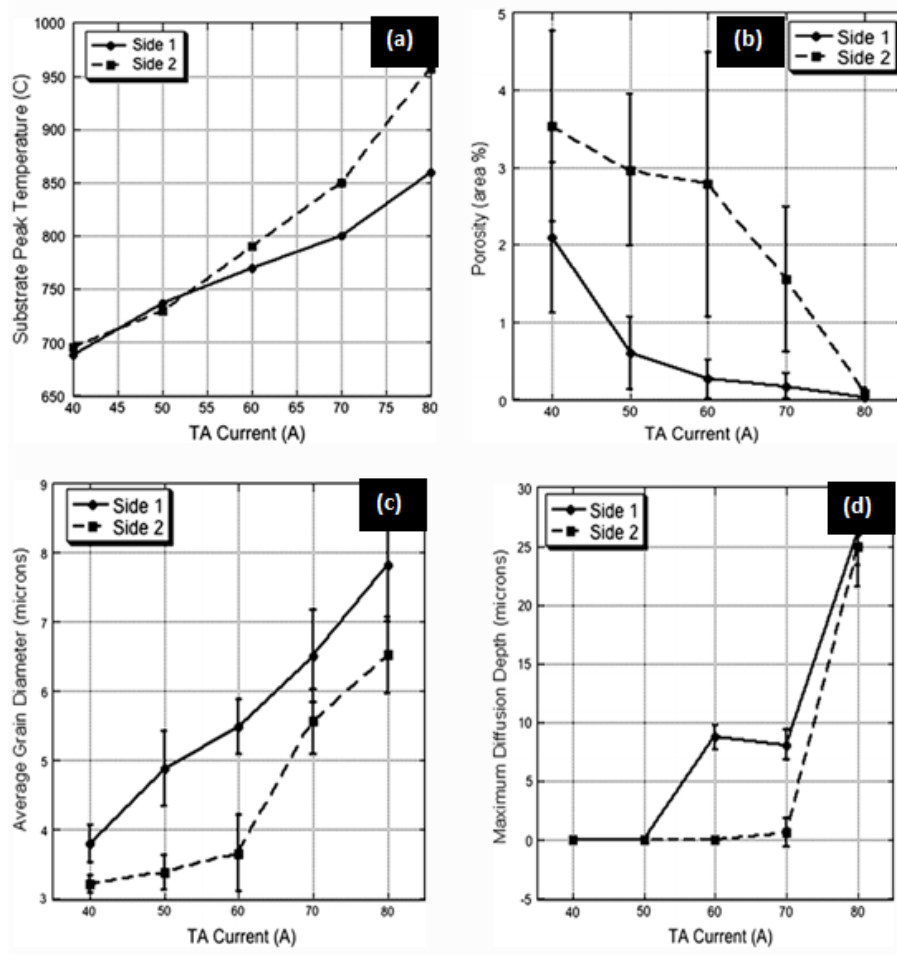 (a)
Side 1
Side 2
Substrate Peak Temperature (C)
1000
950
900
850
800
750
700
650
40 45 50 55 60 65 70 75 80
TA Current (A)
(b)
Side 1
Side 2
Porosity (area %)
5
4
3
2
1
0
40 50 60 70 80
TA Current (A)
(c)
Side 1
Side 2
Average Grain Diameter (microns)
9
8
7
6
5
4
3
40 50 60 70 80
TA Current (A)
(d)
Side 1
Side 2
Maximum Diffusion Depth (microns)
30
25
20
15
10
5
0
-5
40 50 60 70 80
TA Current (A)